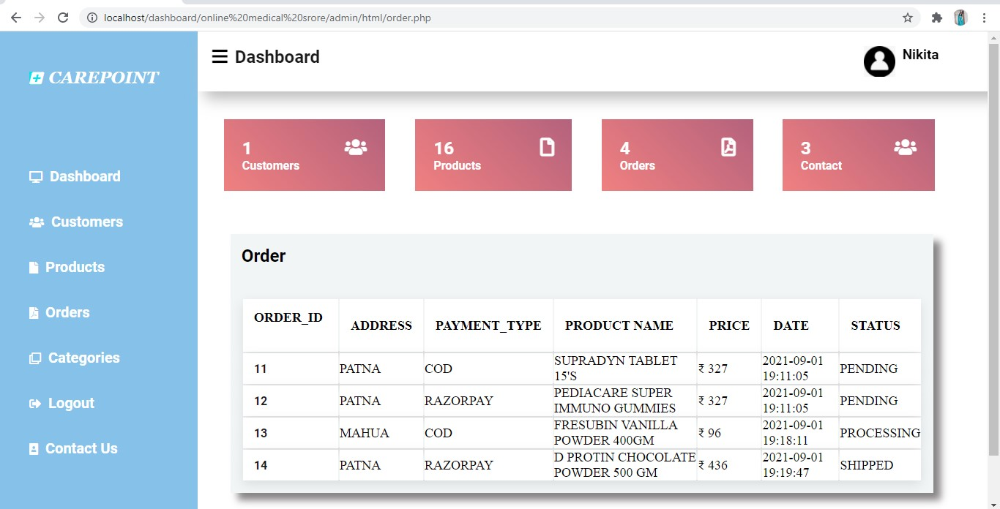 localhost/dashboard/online%20medical%20srore/admin/html/order.php
CAREPOINT
Dashboard
Nikita
1
Customers
16
Products
4
Orders
3
Contact
Dashboard
Customers
Products
Orders
Categories
Logout
Contact Us
Order
ORDER_ID ADDRESS PAYMENT_TYPE PRODUCT NAME PRICE DATE STATUS
11 PATNA COD SUPRADYN TABLET 15'S ₹ 327 2021-09-01 19:11:05 PENDING
12 PATNA RAZORPAY PEDIACARE SUPER IMMUNO GUMMIES ₹ 327 2021-09-01 19:11:05 PENDING
13 MAHUA COD FRESUBIN VANILLA POWDER 400GM ₹ 96 2021-09-01 19:18:11 PROCESSING
14 PATNA RAZORPAY D PROTIN CHOCOLATE POWDER 500 GM ₹ 436 2021-09-01 19:19:47 SHIPPED